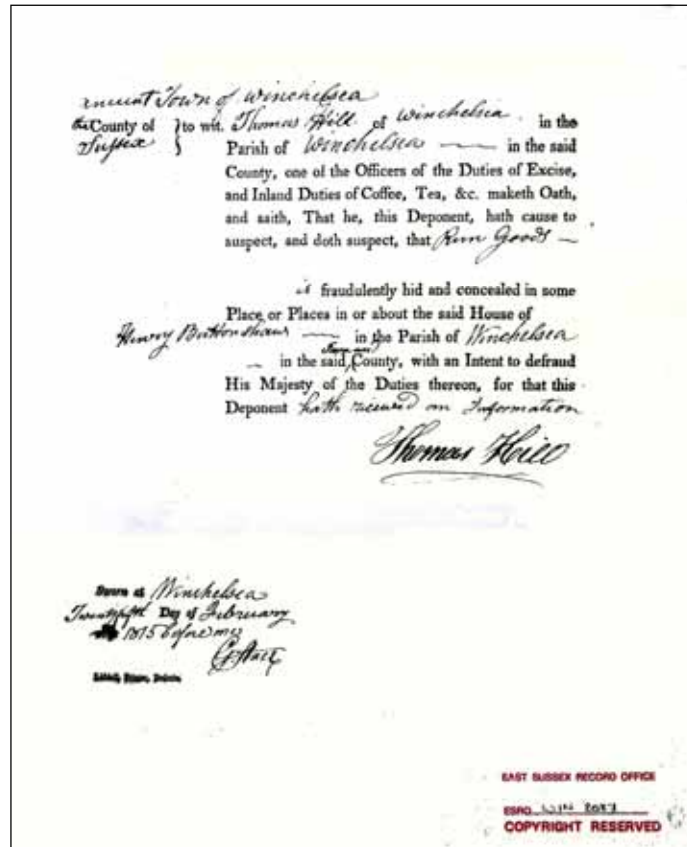 ancient Town of Winchelsea
the County of } to wit. Thomas Hill of Winchelsea in the
Sussex } Parish of Winchelsea in the said
County, one of the Officers of the Duties of Excise,
and Inland Duties of Coffee, Tea, &c. maketh Oath,
and saith, That he, this Deponent, hath cause to
suspect, and doth suspect, that Run Goods
is fraudulently hid and concealed in some
Place or Places in or about the said House of
Henry Buttonshaws in the Parish of Winchelsea
in the said Town and County, with an Intent to defraud
His Majesty of the Duties thereon, for that this
Deponent hath received an Information
Thomas Hill
Sworn at Winchelsea
Day of February
1815 before me
EAST SUSSEX RECORD OFFICE
ESRO WIN
COPYRIGHT RESERVED